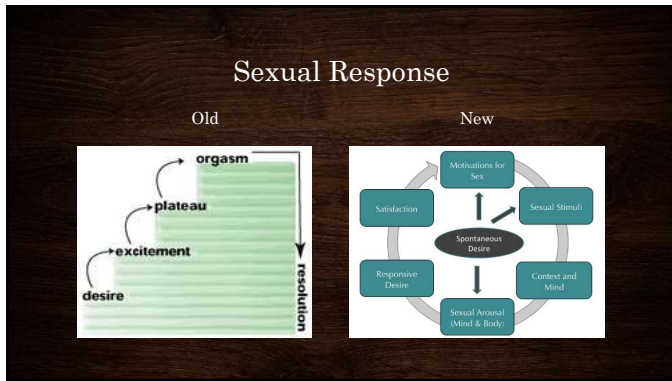 Sexual Response
Old
New
orgasm
plateau
excitement
desire
resolution
Motivations for
Sex
Sexual Stimuli
Context and
Mind
Sexual Arousal
(Mind & Body)
Responsive
Desire
Satisfaction
Spontaneous
Desire